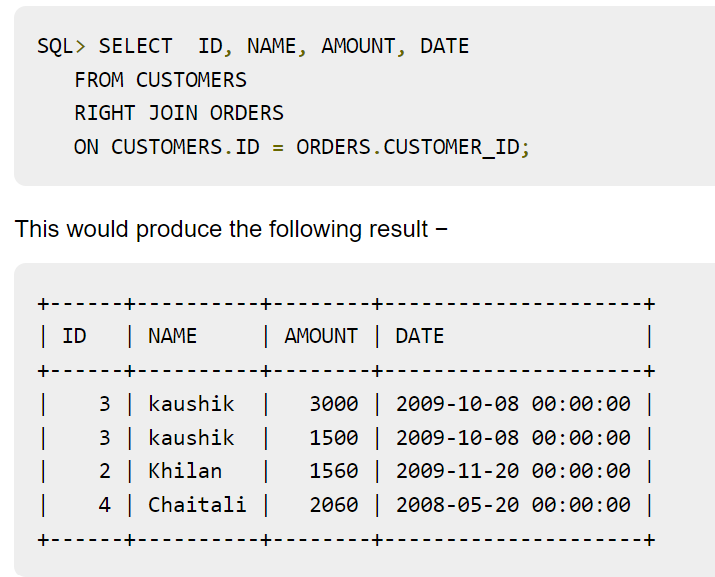 SQL> SELECT  ID, NAME, AMOUNT, DATE
   FROM CUSTOMERS
   RIGHT JOIN ORDERS
   ON CUSTOMERS.ID = ORDERS.CUSTOMER_ID;
This would produce the following result −
+------+----------+--------+---------------------+
| ID   | NAME     | AMOUNT | DATE                |
+------+----------+--------+---------------------+
|    3 | kaushik  |   3000 | 2009-10-08 00:00:00 |
|    3 | kaushik  |   1500 | 2009-10-08 00:00:00 |
|    2 | Khilan   |   1560 | 2009-11-20 00:00:00 |
|    4 | Chaitali |   2060 | 2008-05-20 00:00:00 |
+------+----------+--------+---------------------+